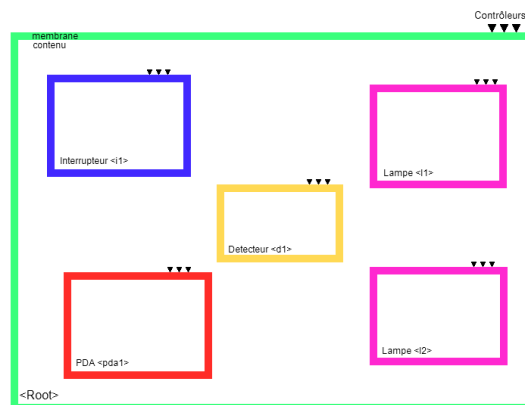 Contrôleurs
membrane
contenu
Interrupteur <i1>
Lampe <l1>
Detecteur <d1>
PDA <pda1>
Lampe <l2>
<Root>